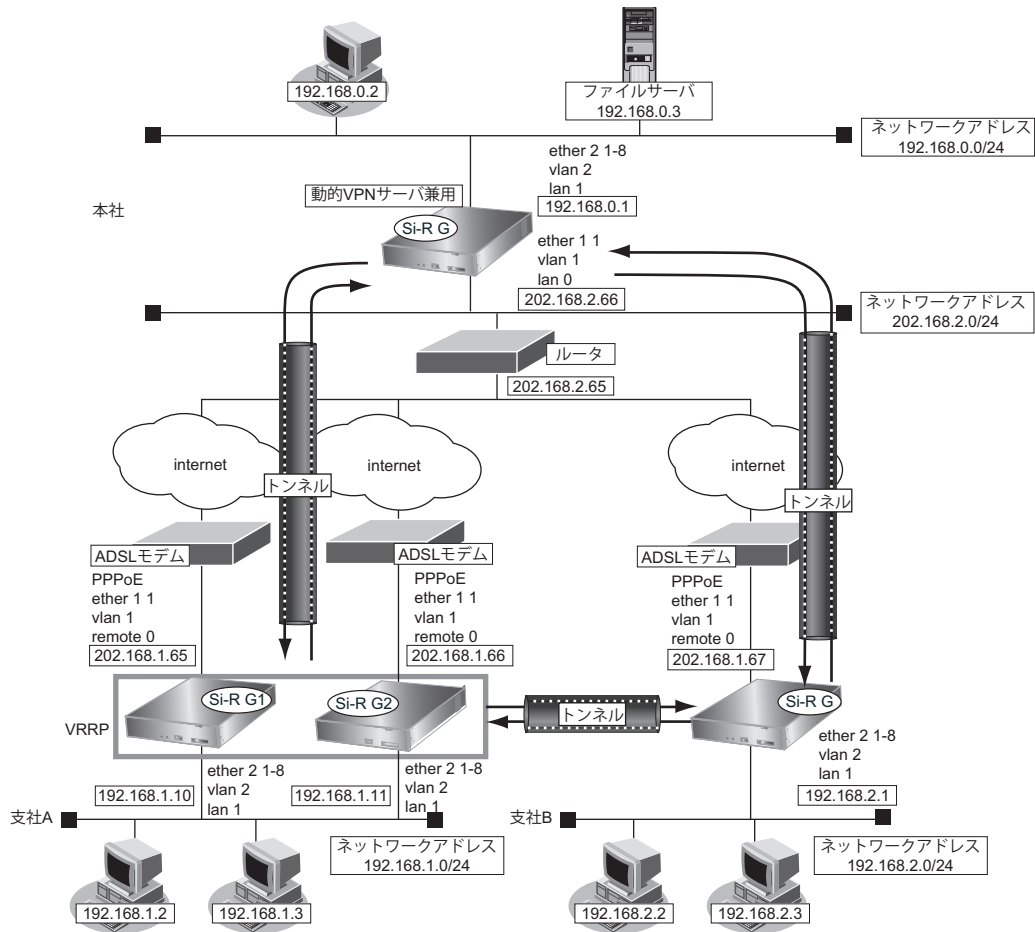 192.168.0.2
ファイルサーバ
192.168.0.3
ネットワークアドレス
192.168.0.0/24
ether 2 1-8
vlan 2
lan 1
192.168.0.1
動的VPNサーバ兼用
本社
Si-R G
ether 1 1
vlan 1
lan 0
202.168.2.66
ネットワークアドレス
202.168.2.0/24
ルータ
202.168.2.65
internet
internet
internet
トンネル
トンネル
ADSLモデム
ADSLモデム
ADSLモデム
PPPoE
ether 1 1
vlan 1
remote 0
202.168.1.65
PPPoE
ether 1 1
vlan 1
remote 0
202.168.1.66
PPPoE
ether 1 1
vlan 1
remote 0
202.168.1.67
VRRP
Si-R G1
Si-R G2
トンネル
Si-R G
192.168.1.10
ether 2 1-8
vlan 2
lan 1
192.168.1.11
ether 2 1-8
vlan 2
lan 1
ether 2 1-8
vlan 2
lan 1
192.168.2.1
支社A
支社B
ネットワークアドレス
192.168.1.0/24
ネットワークアドレス
192.168.2.0/24
192.168.1.2
192.168.1.3
192.168.2.2
192.168.2.3